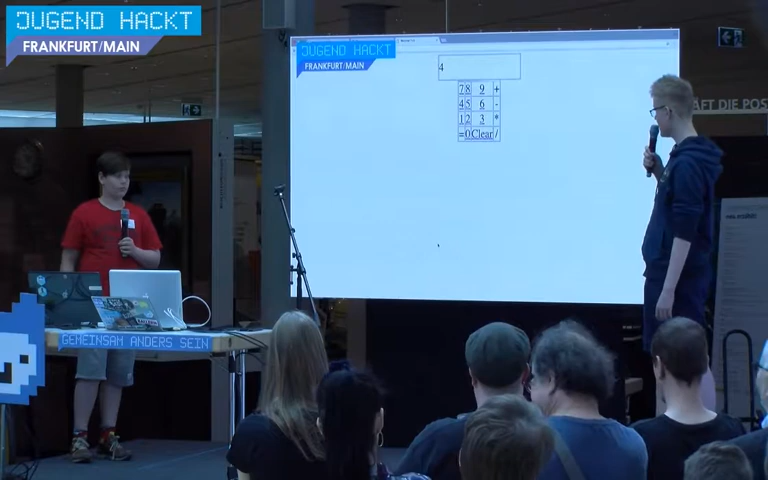 JUGEND HACKT
FRANKFURT/MAIN
JUGEND HACKT
FRANKFURT/MAIN
4
7 8 9 +
4 5 6 -
1 2 3 *
= 0 Clear /
ÄFT DIE POS
GEMEINSAM ANDERS SEIN